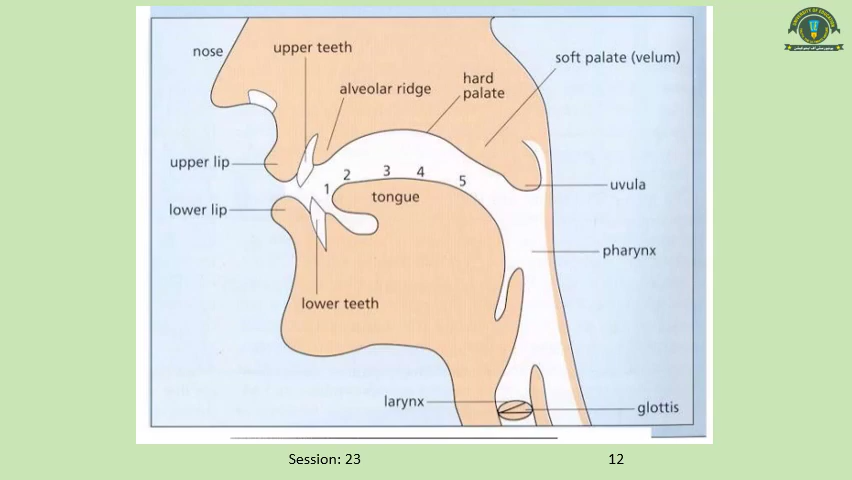 upper teeth
nose
soft palate (velum)
hard
palate
alveolar ridge
upper lip
2
3
4
5
1
uvula
tongue
lower lip
pharynx
lower teeth
larynx
glottis
Session: 23
12